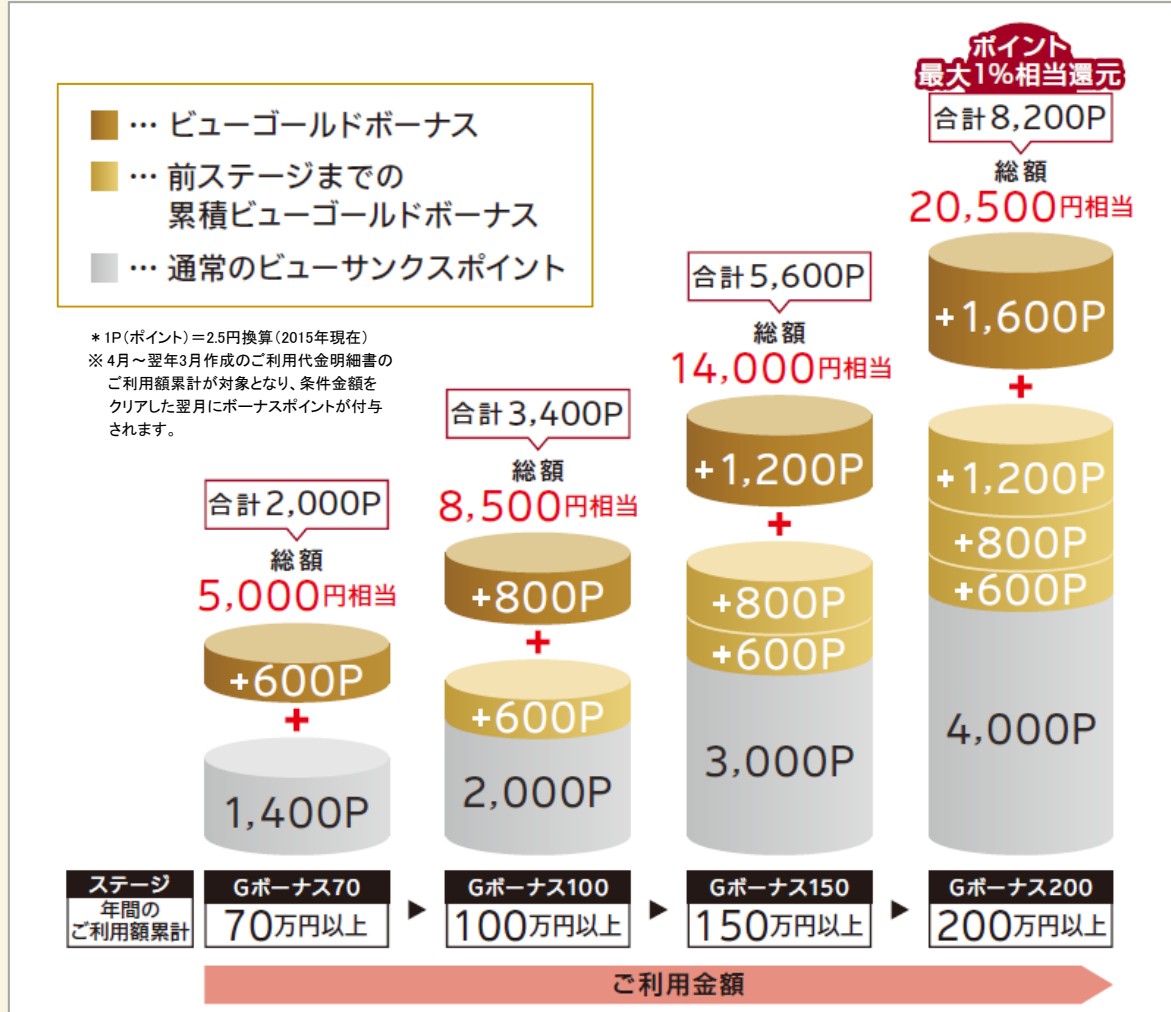 … ビューゴールドボーナス
… 前ステージまでの
累積ビューゴールドボーナス
… 通常のビューサンクスポイント
* 1P(ポイント)=2.5円換算(2015年現在)
※ 4月〜翌年3月作成のご利用代金明細書の
ご利用額累計が対象となり、条件金額を
クリアした翌月にボーナスポイントが付与
されます。
合計2,000P
総額
5,000円相当
+600P
+
1,400P
合計3,400P
総額
8,500円相当
+800P
+
+600P
2,000P
合計5,600P
総額
14,000円相当
+1,200P
+
+800P
+600P
3,000P
ポイント
最大1%相当還元
合計8,200P
総額
20,500円相当
+1,600P
+
+1,200P
+800P
+600P
4,000P
ステージ
年間の
ご利用額累計
Gボーナス70
70万円以上
▶
Gボーナス100
100万円以上
▶
Gボーナス150
150万円以上
▶
Gボーナス200
200万円以上
ご利用金額